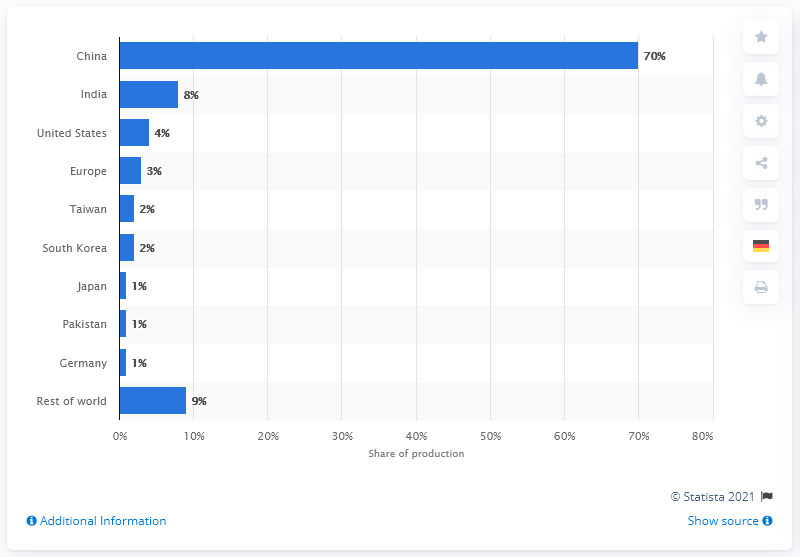 China 70%
India 8%
United States 4%
Europe 3%
Taiwan 2%
South Korea 2%
Japan 1%
Pakistan 1%
Germany 1%
Rest of world 9%
0% 10% 20% 30% 40% 50% 60% 70% 80%
Share of production
© Statista 2021
Additional Information
Show source